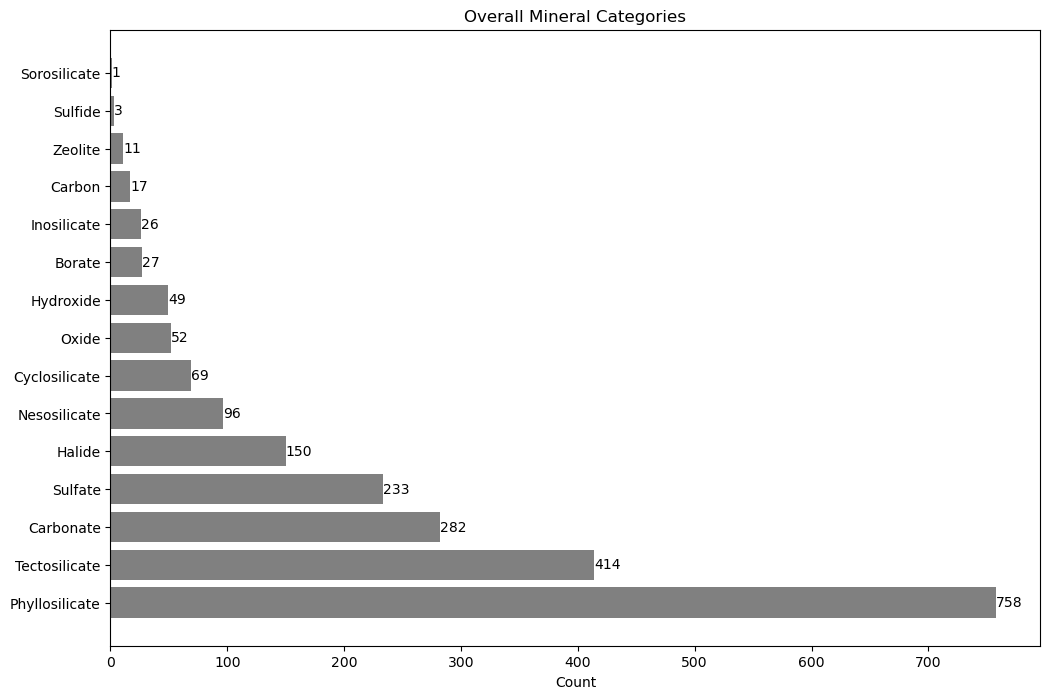 Overall Mineral Categories
Sorosilicate 1
Sulfide 3
Zeolite 11
Carbon 17
Inosilicate 26
Borate 27
Hydroxide 49
Oxide 52
Cyclosilicate 69
Nesosilicate 96
Halide 150
Sulfate 233
Carbonate 282
Tectosilicate 414
Phyllosilicate 758
0 100 200 300 400 500 600 700
Count